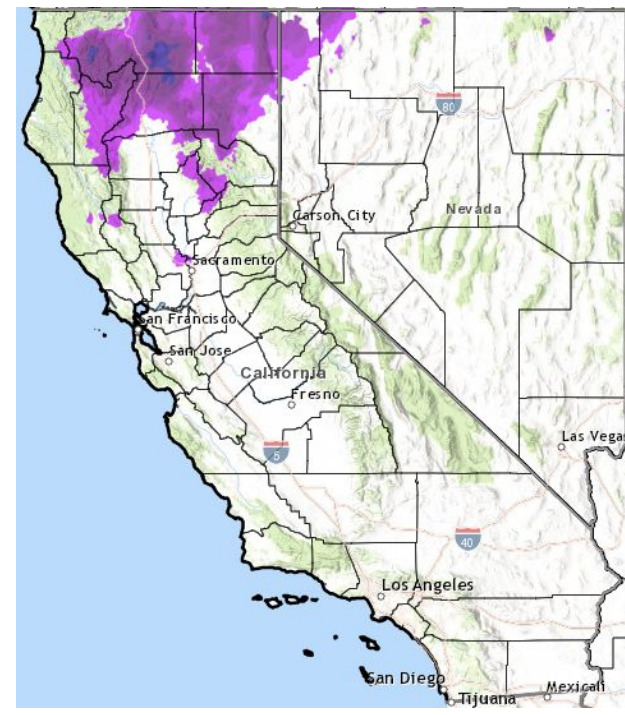 80
Nevada
Carson City
Sacramento
San Francisco
San Jose
California
Fresno
5
Las Vegas
40
Los Angeles
San Diego
Tijuana
Mexicali